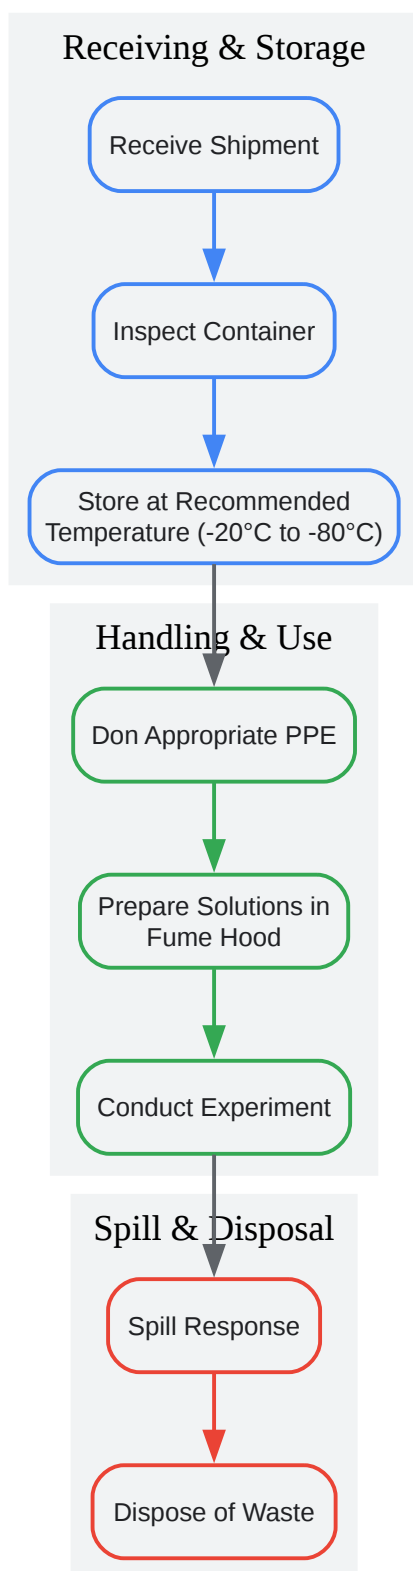 Receiving & Storage
Receive Shipment
Inspect Container
Store at Recommended
Temperature (-20°C to -80°C)
Handling & Use
Don Appropriate PPE
Prepare Solutions in
Fume Hood
Conduct Experiment
Spill & Disposal
Spill Response
Dispose of Waste